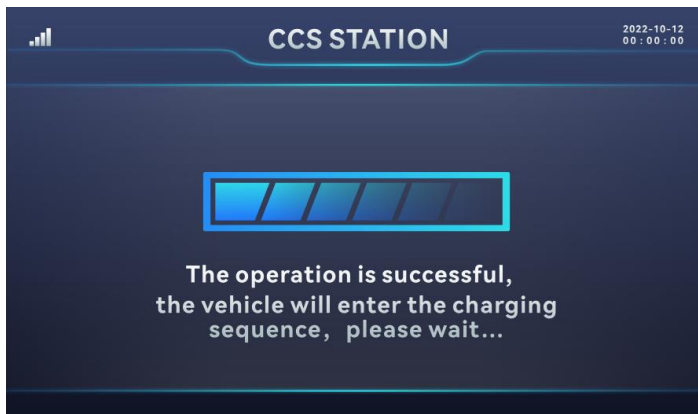 CCS STATION
2022-10-12
00:00:00
The operation is successful,
the vehicle will enter the charging
sequence, please wait...